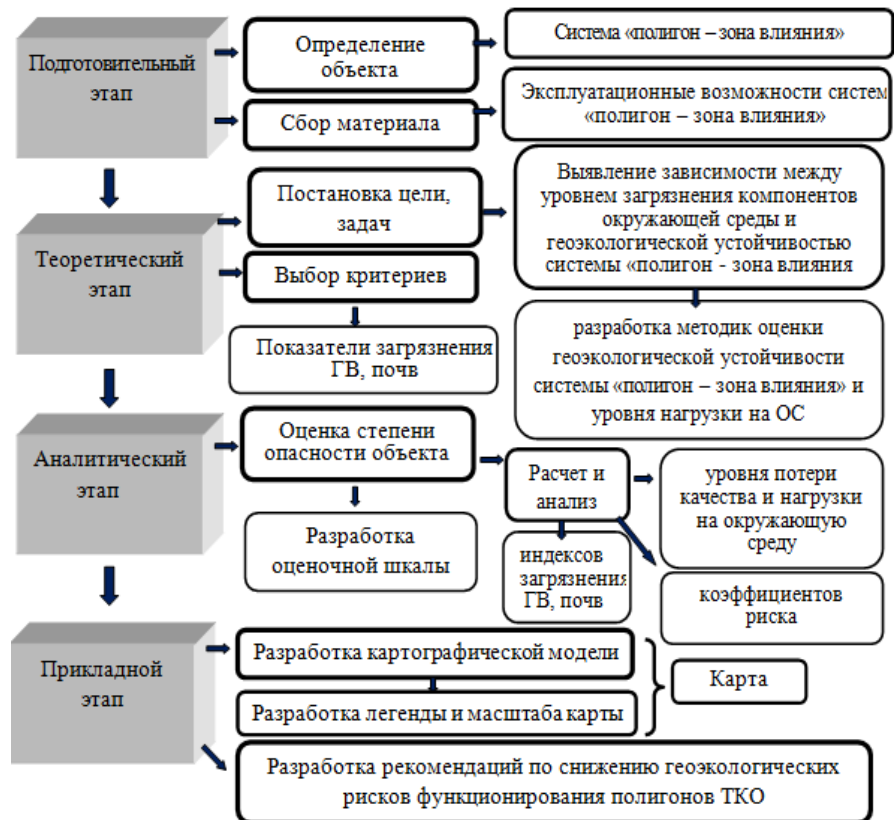 Подготовительный
этап
Определение
объекта
Система «полигон – зона влияния»
Сбор материала
Эксплуатационные возможности систем
«полигон – зона влияния»
Теоретический
этап
Постановка цели,
задач
Выявление зависимости между
уровнем загрязнения компонентов
окружающей среды и
геоэкологической устойчивостью
системы «полигон - зона влияния
Выбор критериев
Показатели загрязнения
ГВ, почв
разработка методик оценки
геоэкологической устойчивости
системы «полигон – зона влияния» и
уровня нагрузки на ОС
Аналитический
этап
Оценка степени
опасности объекта
Разработка
оценочной шкалы
Расчет и
анализ
уровня потери
качества и нагрузки
на окружающую
среду
индексов
загрязнения
ГВ, почв
коэффициентов
риска
Прикладной
этап
Разработка картографической модели
Разработка легенды и масштаба карты
Карта
Разработка рекомендаций по снижению геоэкологических
рисков функционирования полигонов ТКО